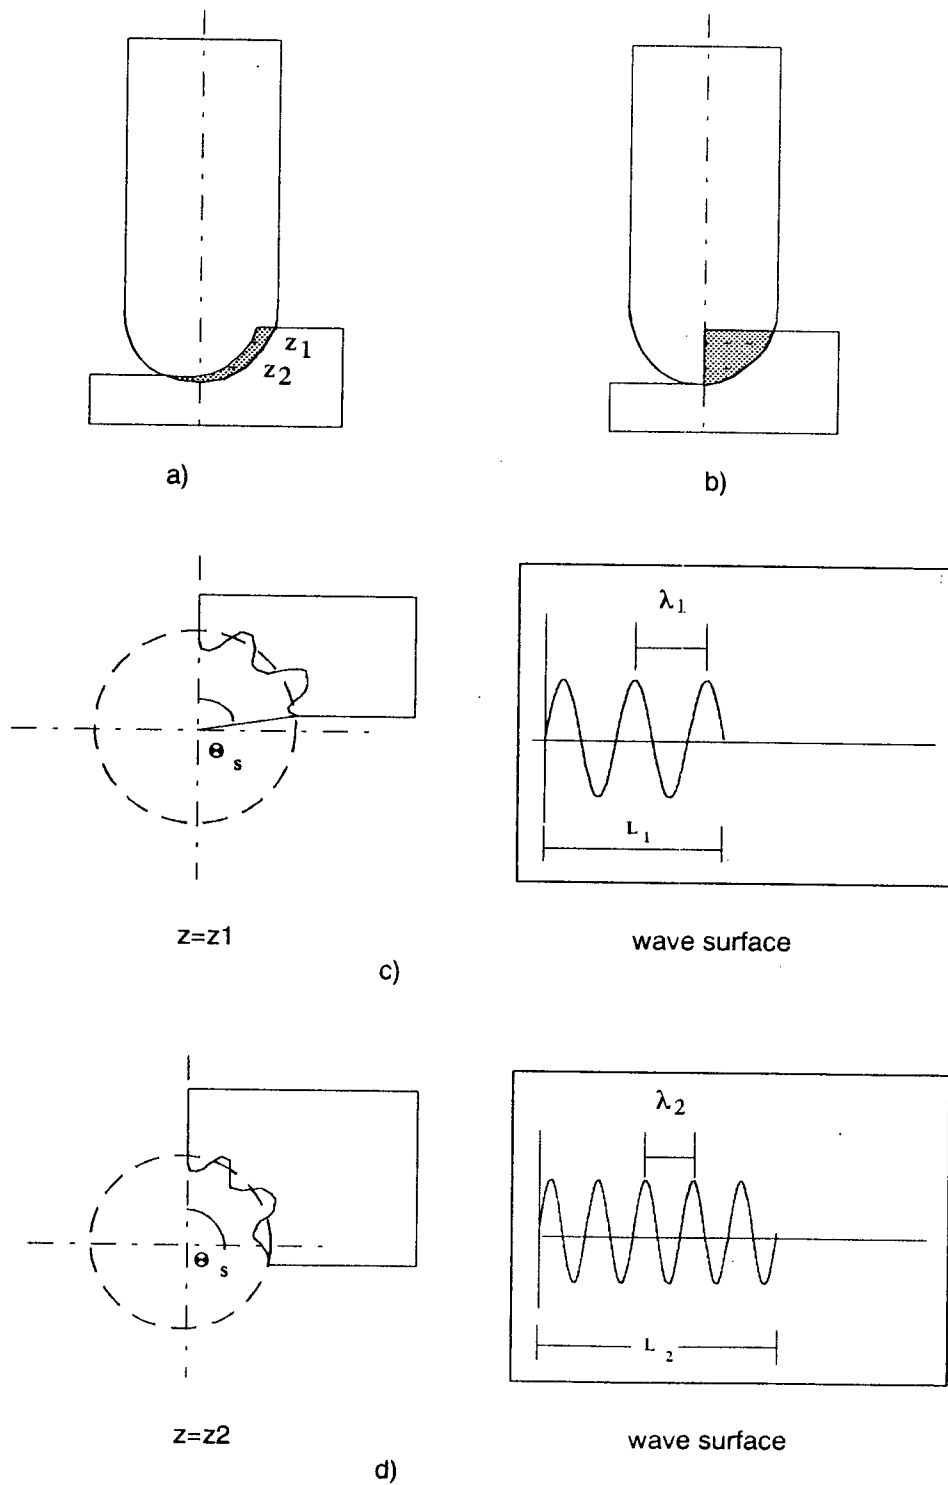 z1
z2
a)
b)
λ1
Θs
L1
z=z1
wave surface
c)
λ2
Θs
L2
z=z2
wave surface
d)